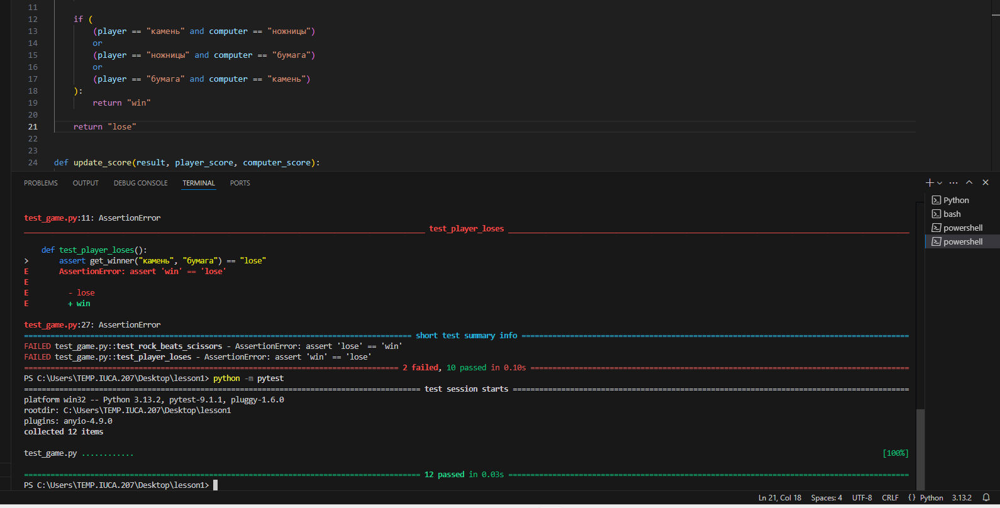 11
12 if (
13 (player == "камень" and computer == "ножницы")
14 or
15 (player == "ножницы" and computer == "бумага")
16 or
17 (player == "бумага" and computer == "камень")
18 ):
19 return "win"
20
21 return "lose"
22
23
24 def update_score(result, player_score, computer_score):
PROBLEMS OUTPUT DEBUG CONSOLE TERMINAL PORTS
Python
bash
powershell
powershell
test_game.py:11: AssertionError
test_player_loses
def test_player_loses():
> assert get_winner("камень", "бумага") == "lose"
E AssertionError: assert 'win' == 'lose'
E
E - lose
E + win
test_game.py:27: AssertionError
short test summary info
FAILED test_game.py::test_rock_beats_scissors - AssertionError: assert 'lose' == 'win'
FAILED test_game.py::test_player_loses - AssertionError: assert 'win' == 'lose'
2 failed, 10 passed in 0.10s
PS C:\Users\TEMP.IUCA.207\Desktop\lesson1> python -m pytest
test session starts
platform win32 -- Python 3.13.2, pytest-9.1.1, pluggy-1.6.0
rootdir: C:\Users\TEMP.IUCA.207\Desktop\lesson1
plugins: anyio-4.9.0
collected 12 items
test_game.py ............ [100%]
12 passed in 0.03s
PS C:\Users\TEMP.IUCA.207\Desktop\lesson1>
Ln 21, Col 18 Spaces: 4 UTF-8 CRLF {} Python 3.13.2